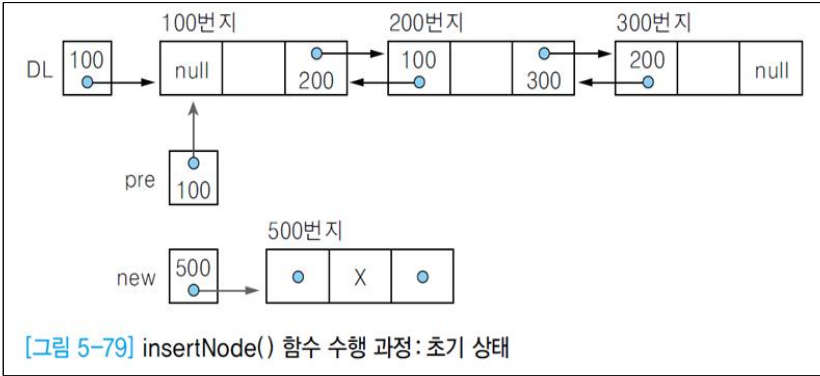 100번지 200번지 300번지
DL 100 null 200 100 300 200 null
pre 100
500번지
new 500 X
[그림 5-79] insertNode() 함수 수행 과정: 초기 상태